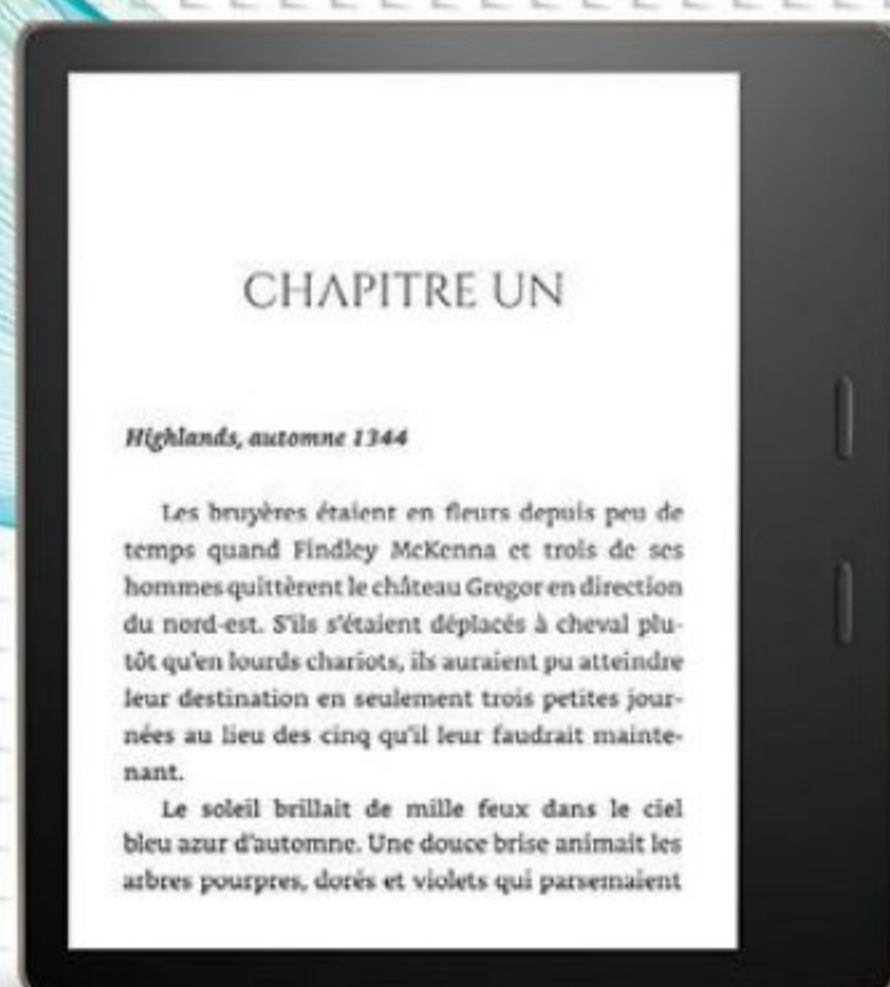 CHAPITRE UN
Highlands, automne 1344
Les bruyères étaient en fleurs depuis peu de
temps quand Findley McKenna et trois de ses
hommes quittèrent le château Gregor en direction
du nord-est. S'ils s'étaient déplacés à cheval plu-
tôt qu'en lourds chariots, ils auraient pu atteindre
leur destination en seulement trois petites jour-
nées au lieu des cinq qu'il leur faudrait mainte-
nant.
Le soleil brillait de mille feux dans le ciel
bleu azur d'automne. Une douce brise animait les
arbres pourpres, dorés et violets qui parsemaient